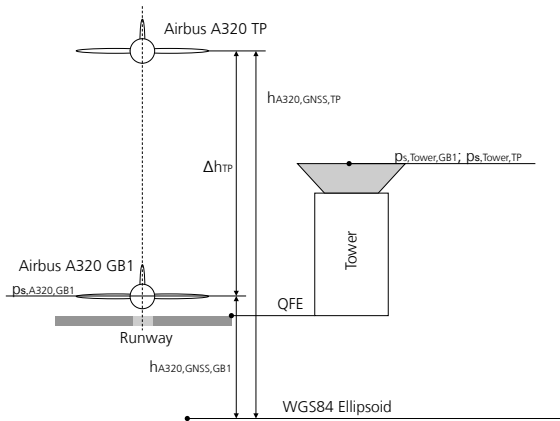 Airbus A320 TP
hA320,GNSS,TP
ps,Tower,GB1; ps,Tower,TP
ΔhTP
Tower
Airbus A320 GB1
ps,A320,GB1
QFE
Runway
hA320,GNSS,GB1
WGS84 Ellipsoid